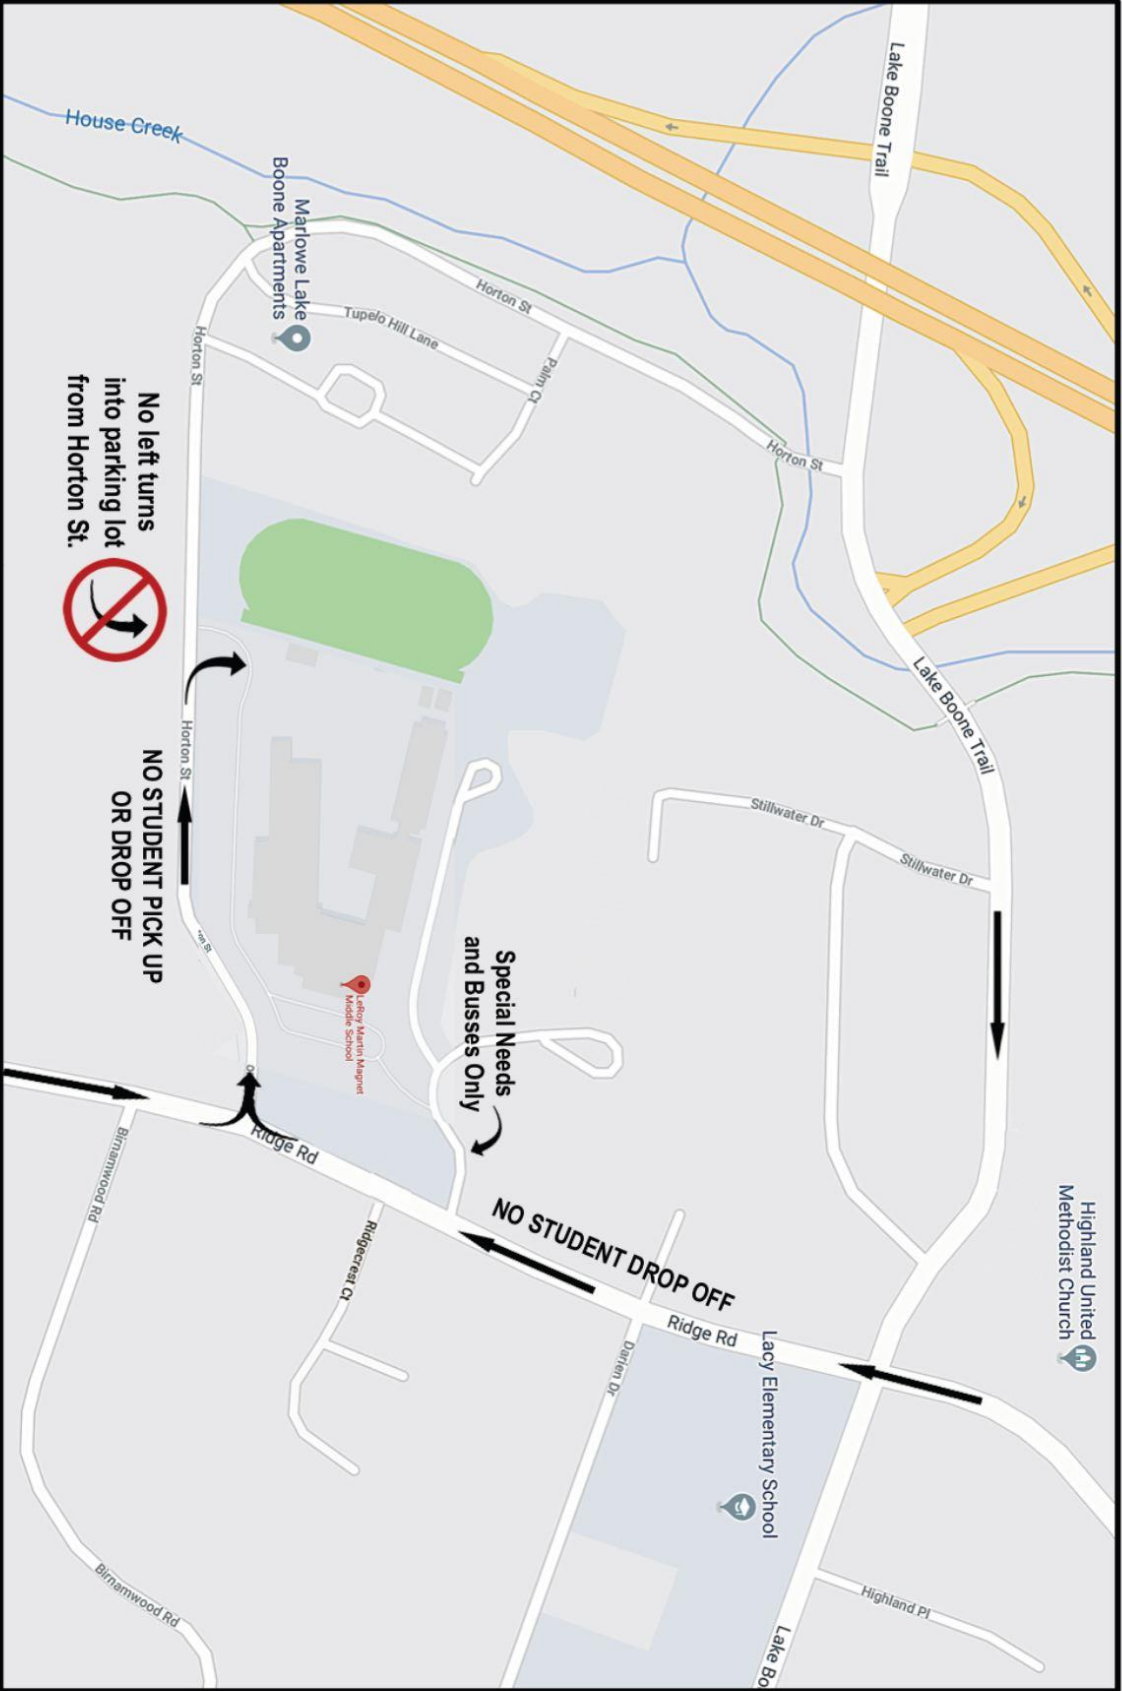 Lake Boone Trail
House Creek
Marlowe Lake
Boone Apartments
Horton St
Tupelo Hill Lane
Palm Ct
Horton St
Horton St
No left turns
into parking lot
from Horton St.
Lake Boone Trail
Horton St
NO STUDENT PICK UP
OR DROP OFF
Stillwater Dr
Stillwater Dr
Special Needs
and Busses Only
LeRoy Martin Magnet
Middle School
Ridge Rd
Birnamwood Rd
Ridgecrest Ct
NO STUDENT DROP OFF
Ridge Rd
Darien Dr
Highland United
Methodist Church
Lacy Elementary School
Highland Pl
Lake Bo
Birnamwood Rd